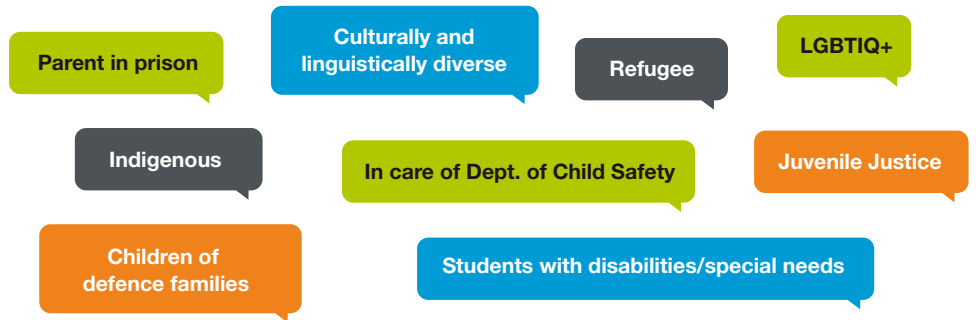 Parent in prison
Culturally and
linguistically diverse
Refugee
LGBTIQ+
Indigenous
In care of Dept. of Child Safety
Juvenile Justice
Children of
defence families
Students with disabilities/special needs